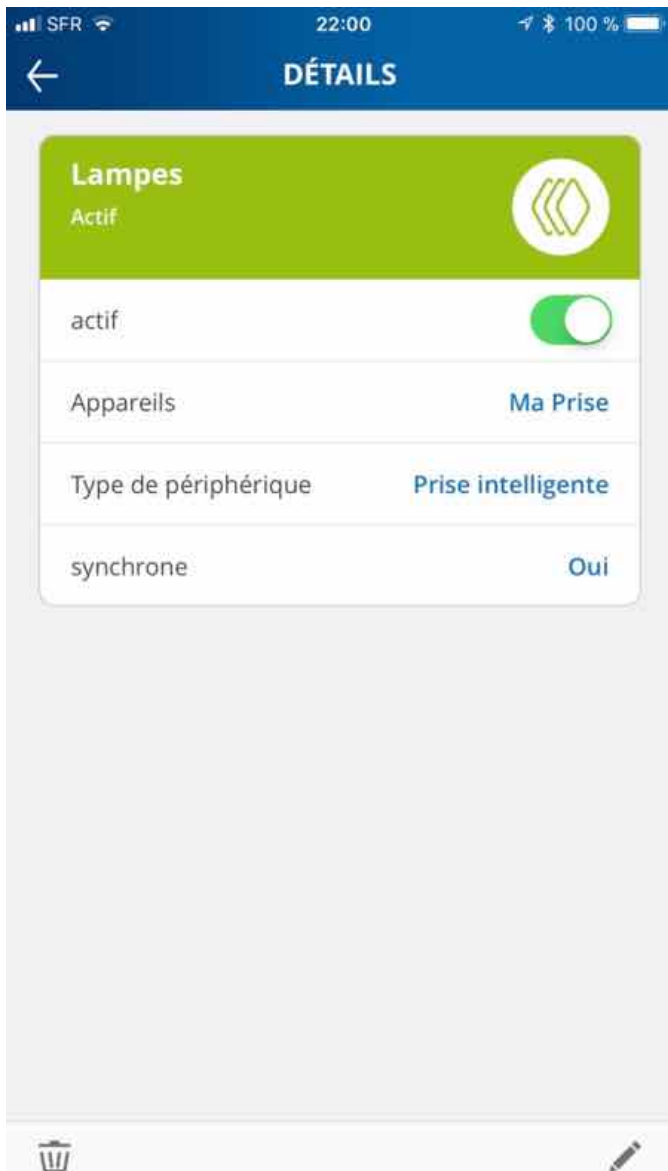 SFR 22:00 100 %
DÉTAILS
Lampes
Actif
actif
Appareils Ma Prise
Type de périphérique Prise intelligente
synchrone Oui